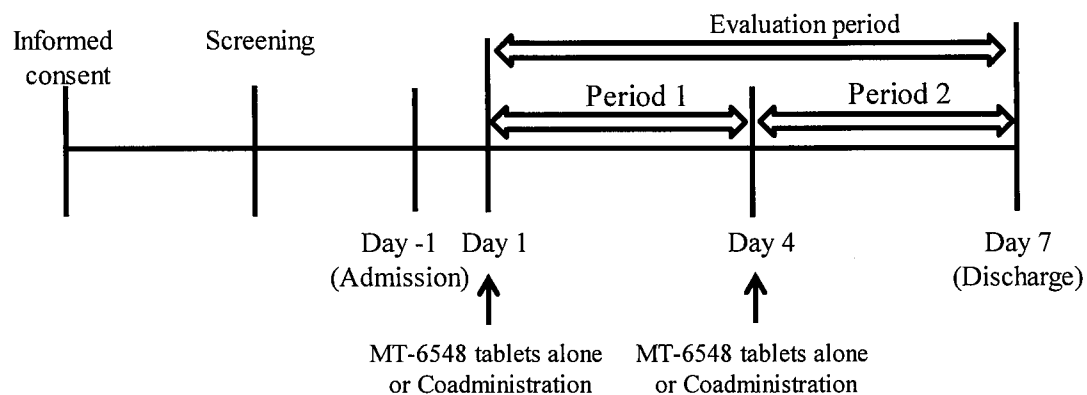 Informed
consent
Screening
Evaluation period
Period 1
Period 2
Day -1
(Admission)
Day 1
Day 4
Day 7
(Discharge)
MT-6548 tablets alone
or Coadministration
MT-6548 tablets alone
or Coadministration